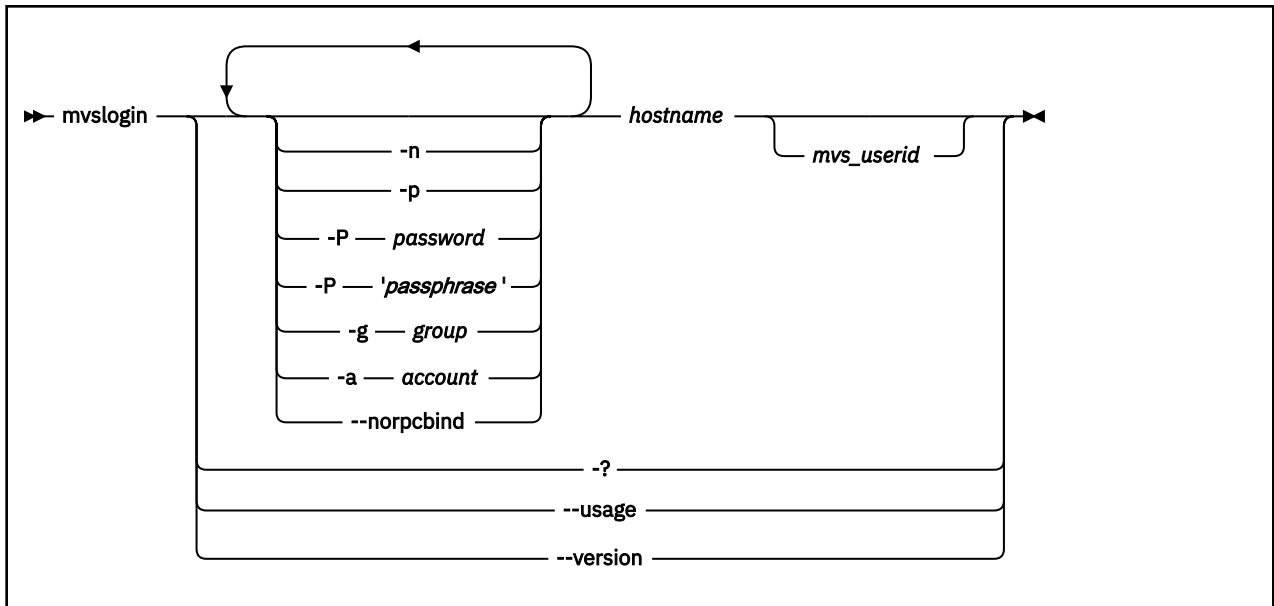 mvslogin hostname
mvs_userid
-n
-p
-P password
-P 'passphrase '
-g group
-a account
--norpcbind
-?
--usage
--version